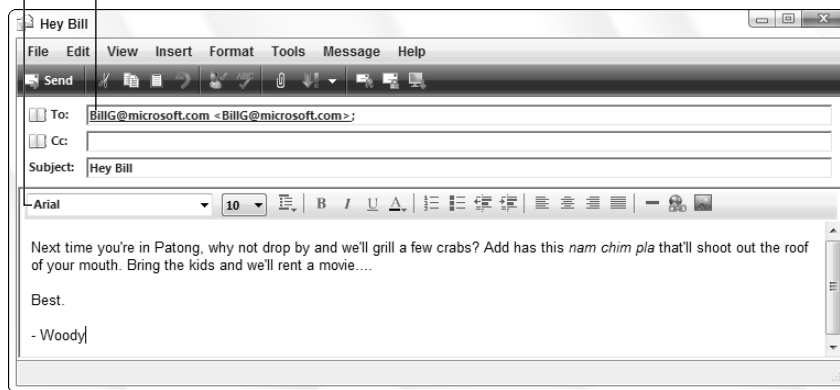 Hey Bill
File Edit View Insert Format Tools Message Help
Send
To: BillG@microsoft.com <BillG@microsoft.com>;
Cc:
Subject: Hey Bill
Arial 10 B I U A
Next time you're in Patong, why not drop by and we'll grill a few crabs? Add has this nam chim pla that'll shoot out the roof
of your mouth. Bring the kids and we'll rent a movie....
Best.
- Woody